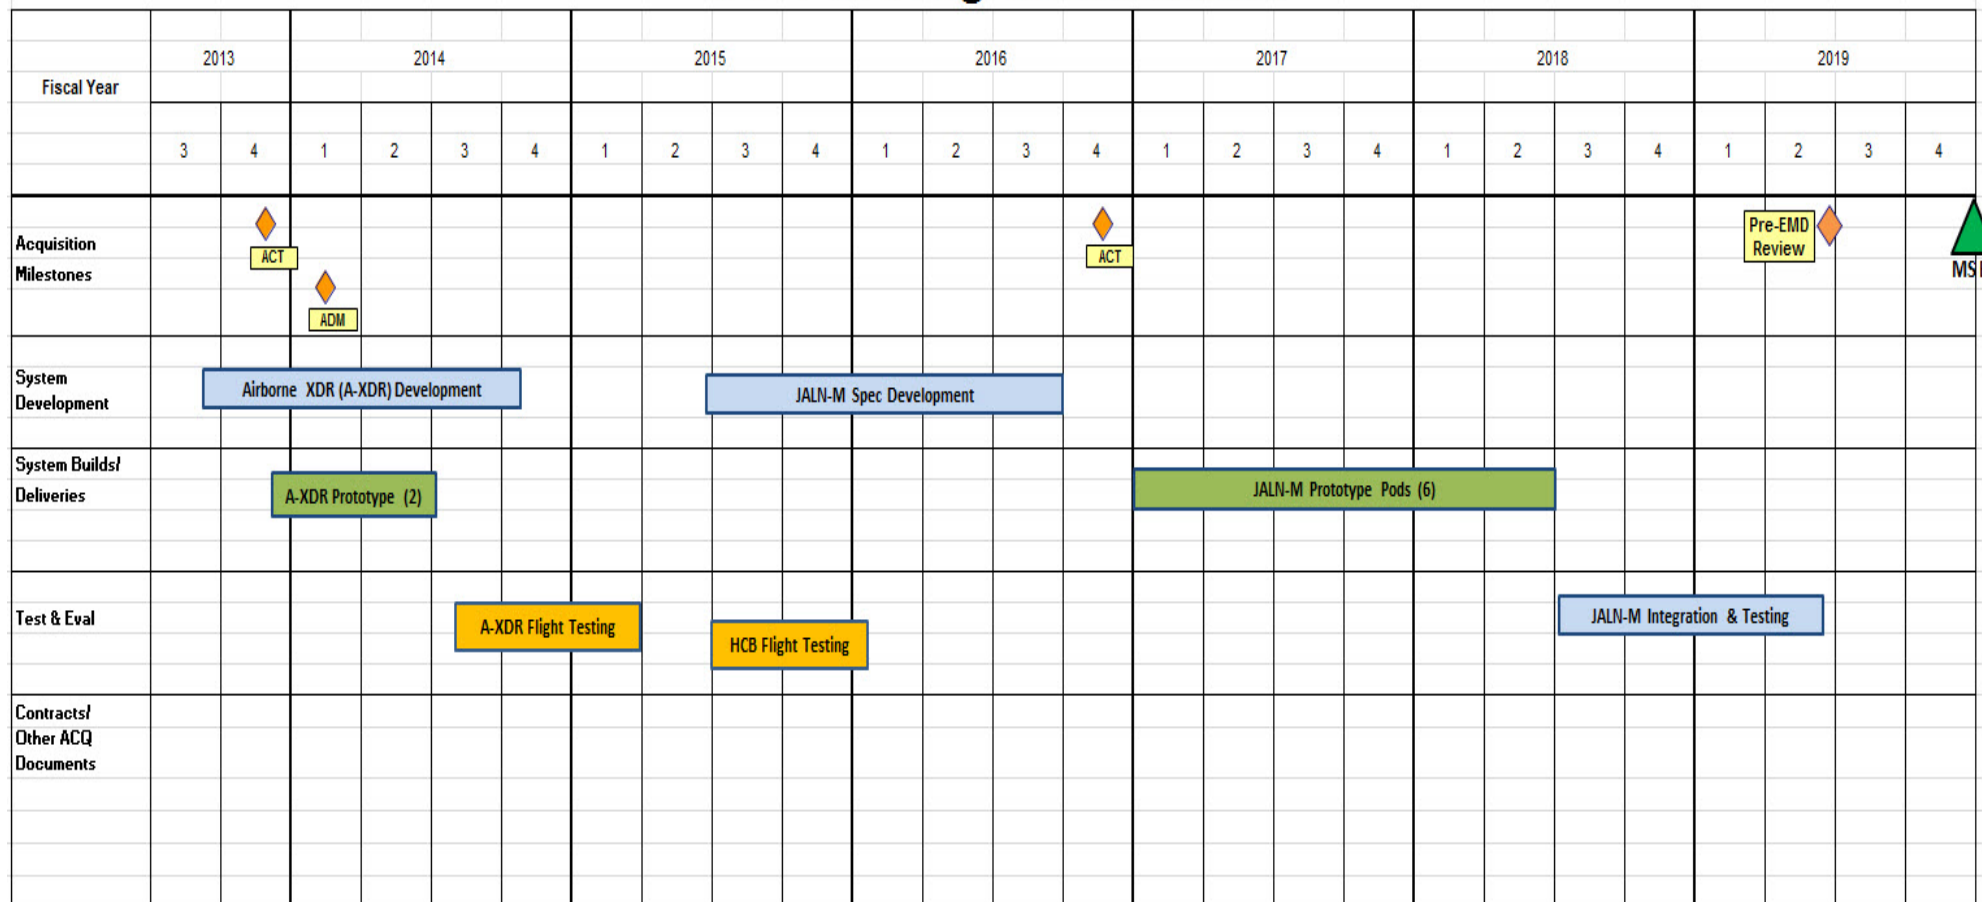 2013 2014 2015 2016 2017 2018 2019
Fiscal Year
3 4 1 2 3 4 1 2 3 4 1 2 3 4 1 2 3 4 1 2 3 4 1 2 3 4
Acquisition
Milestones
ACT
ADM
ACT
Pre-EMD
Review
MS
System
Development
Airborne XDR (A-XDR) Development
JALN-M Spec Development
System Builds/
Deliveries
A-XDR Prototype (2)
JALN-M Prototype Pods (6)
Test & Eval
A-XDR Flight Testing
HCB Flight Testing
JALN-M Integration & Testing
Contracts/
Other ACQ
Documents